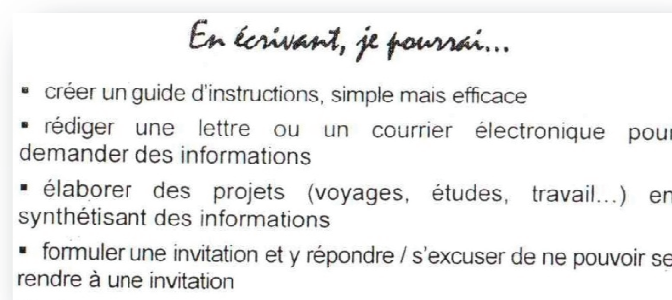 En écrivant, je pourrai...
▪ créer un guide d'instructions, simple mais efficace
▪ rédiger une lettre ou un courrier électronique pour
demander des informations
▪ élaborer des projets (voyages, études, travail...) en
synthétisant des informations
▪ formuler une invitation et y répondre / s'excuser de ne pouvoir se
rendre à une invitation